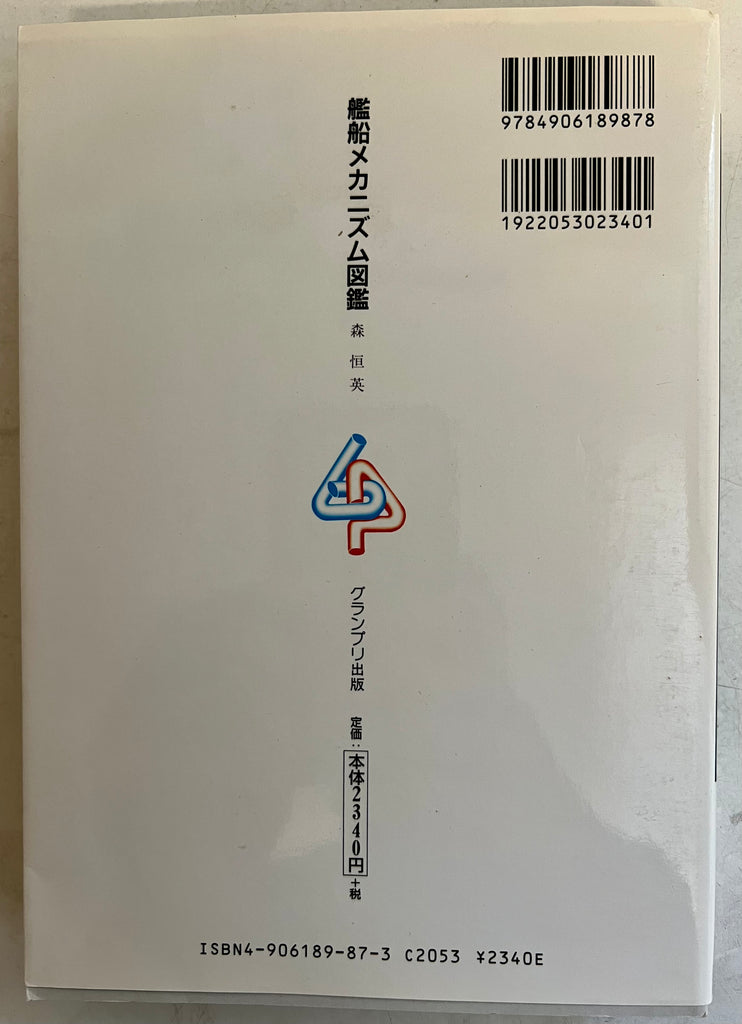 9784906189878
1922053023401
艦船メカニズム図鑑
森 恒 英
グランプリ出版
定価:本体2340円+税
ISBN4-906189-87-3 C2053 ¥2340E